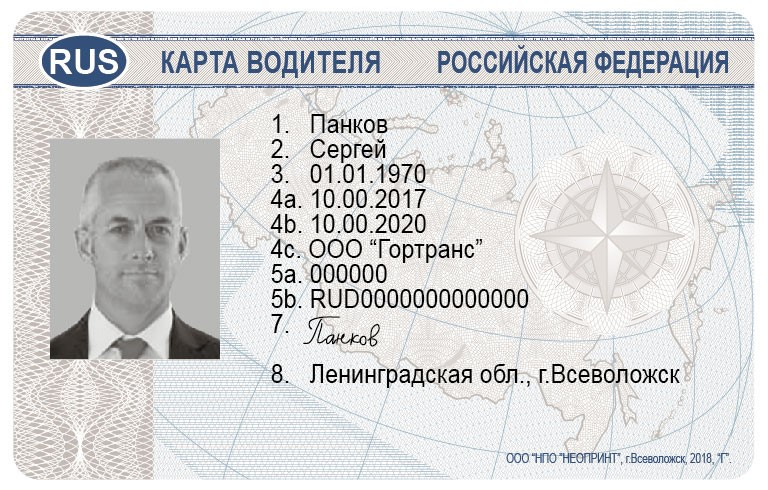 RUS КАРТА ВОДИТЕЛЯ РОССИЙСКАЯ ФЕДЕРАЦИЯ
1. Панков
2. Сергей
3. 01.01.1970
4a. 10.00.2017
4b. 10.00.2020
4c. ООО “Гортранс”
5a. 000000
5b. RUD0000000000000
7. Панков
8. Ленинградская обл., г.Всеволожск
ООО “НПО “НЕОПРИНТ”, г.Всеволожск, 2018, “Г”.